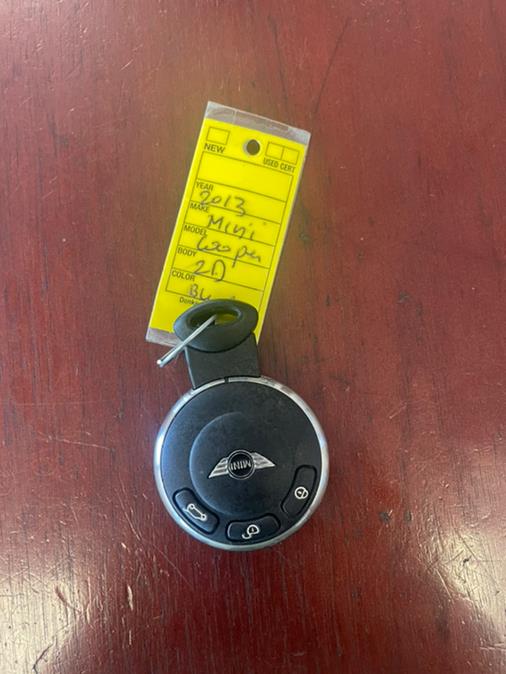 NEW
USED CERT
YEAR 2013
MAKE Mini
MODEL Cooper
BODY 2D
COLOR
MINI